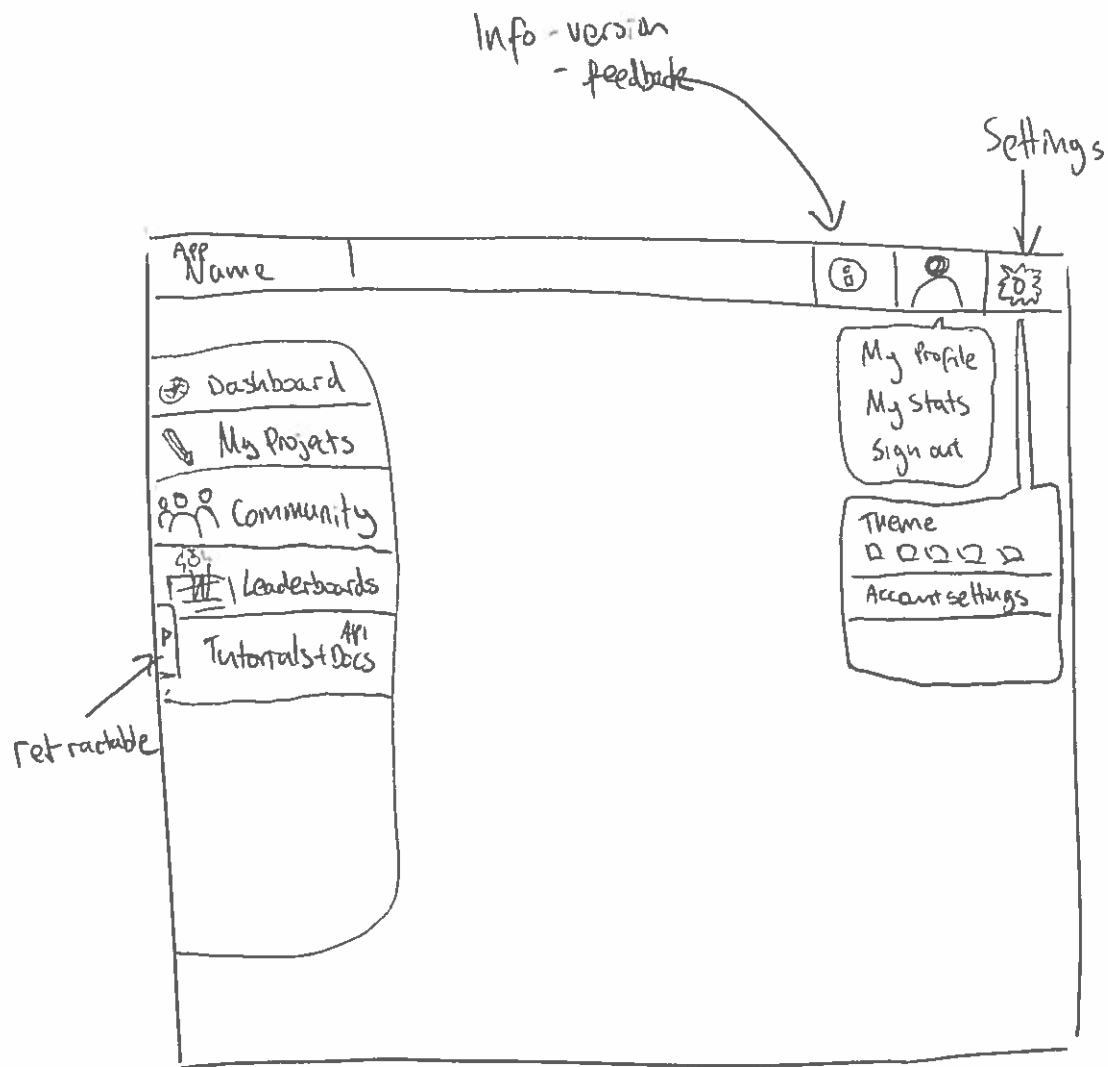 Info - version
- feedback
Settings
App
Name
My Profile
My Stats
Sign out
Dashboard
My Projects
Community
Leaderboards
Tutorials + API Docs
Theme
Account settings
retractable